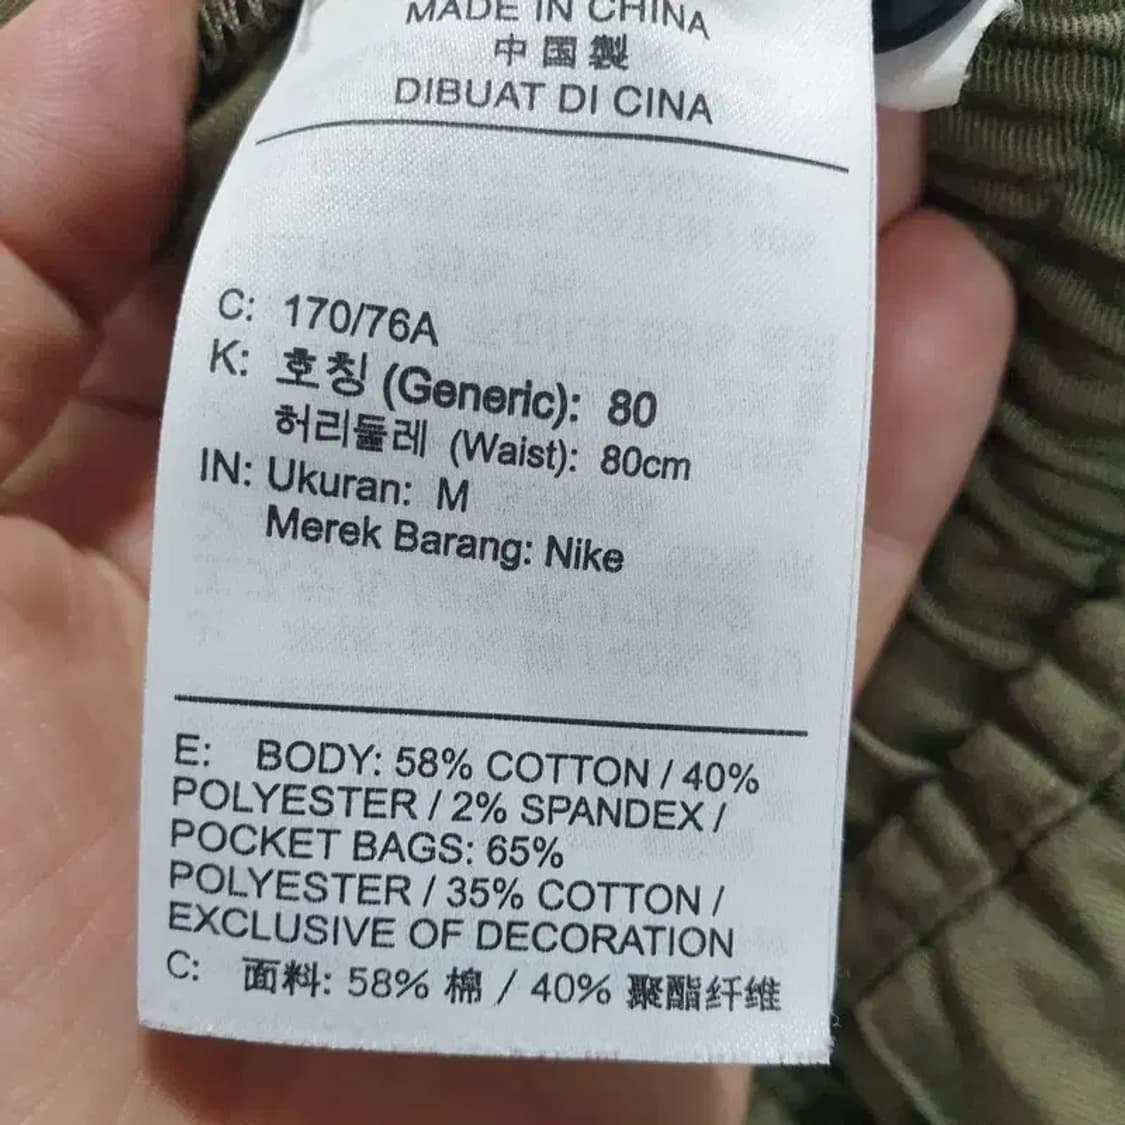 MADE IN CHINA
中国製
DIBUAT DI CINA
C: 170/76A
K: 호칭 (Generic): 80
허리둘레 (Waist): 80cm
IN: Ukuran: M
Merek Barang: Nike
E: BODY: 58% COTTON / 40%
POLYESTER / 2% SPANDEX /
POCKET BAGS: 65%
POLYESTER / 35% COTTON /
EXCLUSIVE OF DECORATION
C: 面料: 58% 棉 / 40% 聚酯纤维